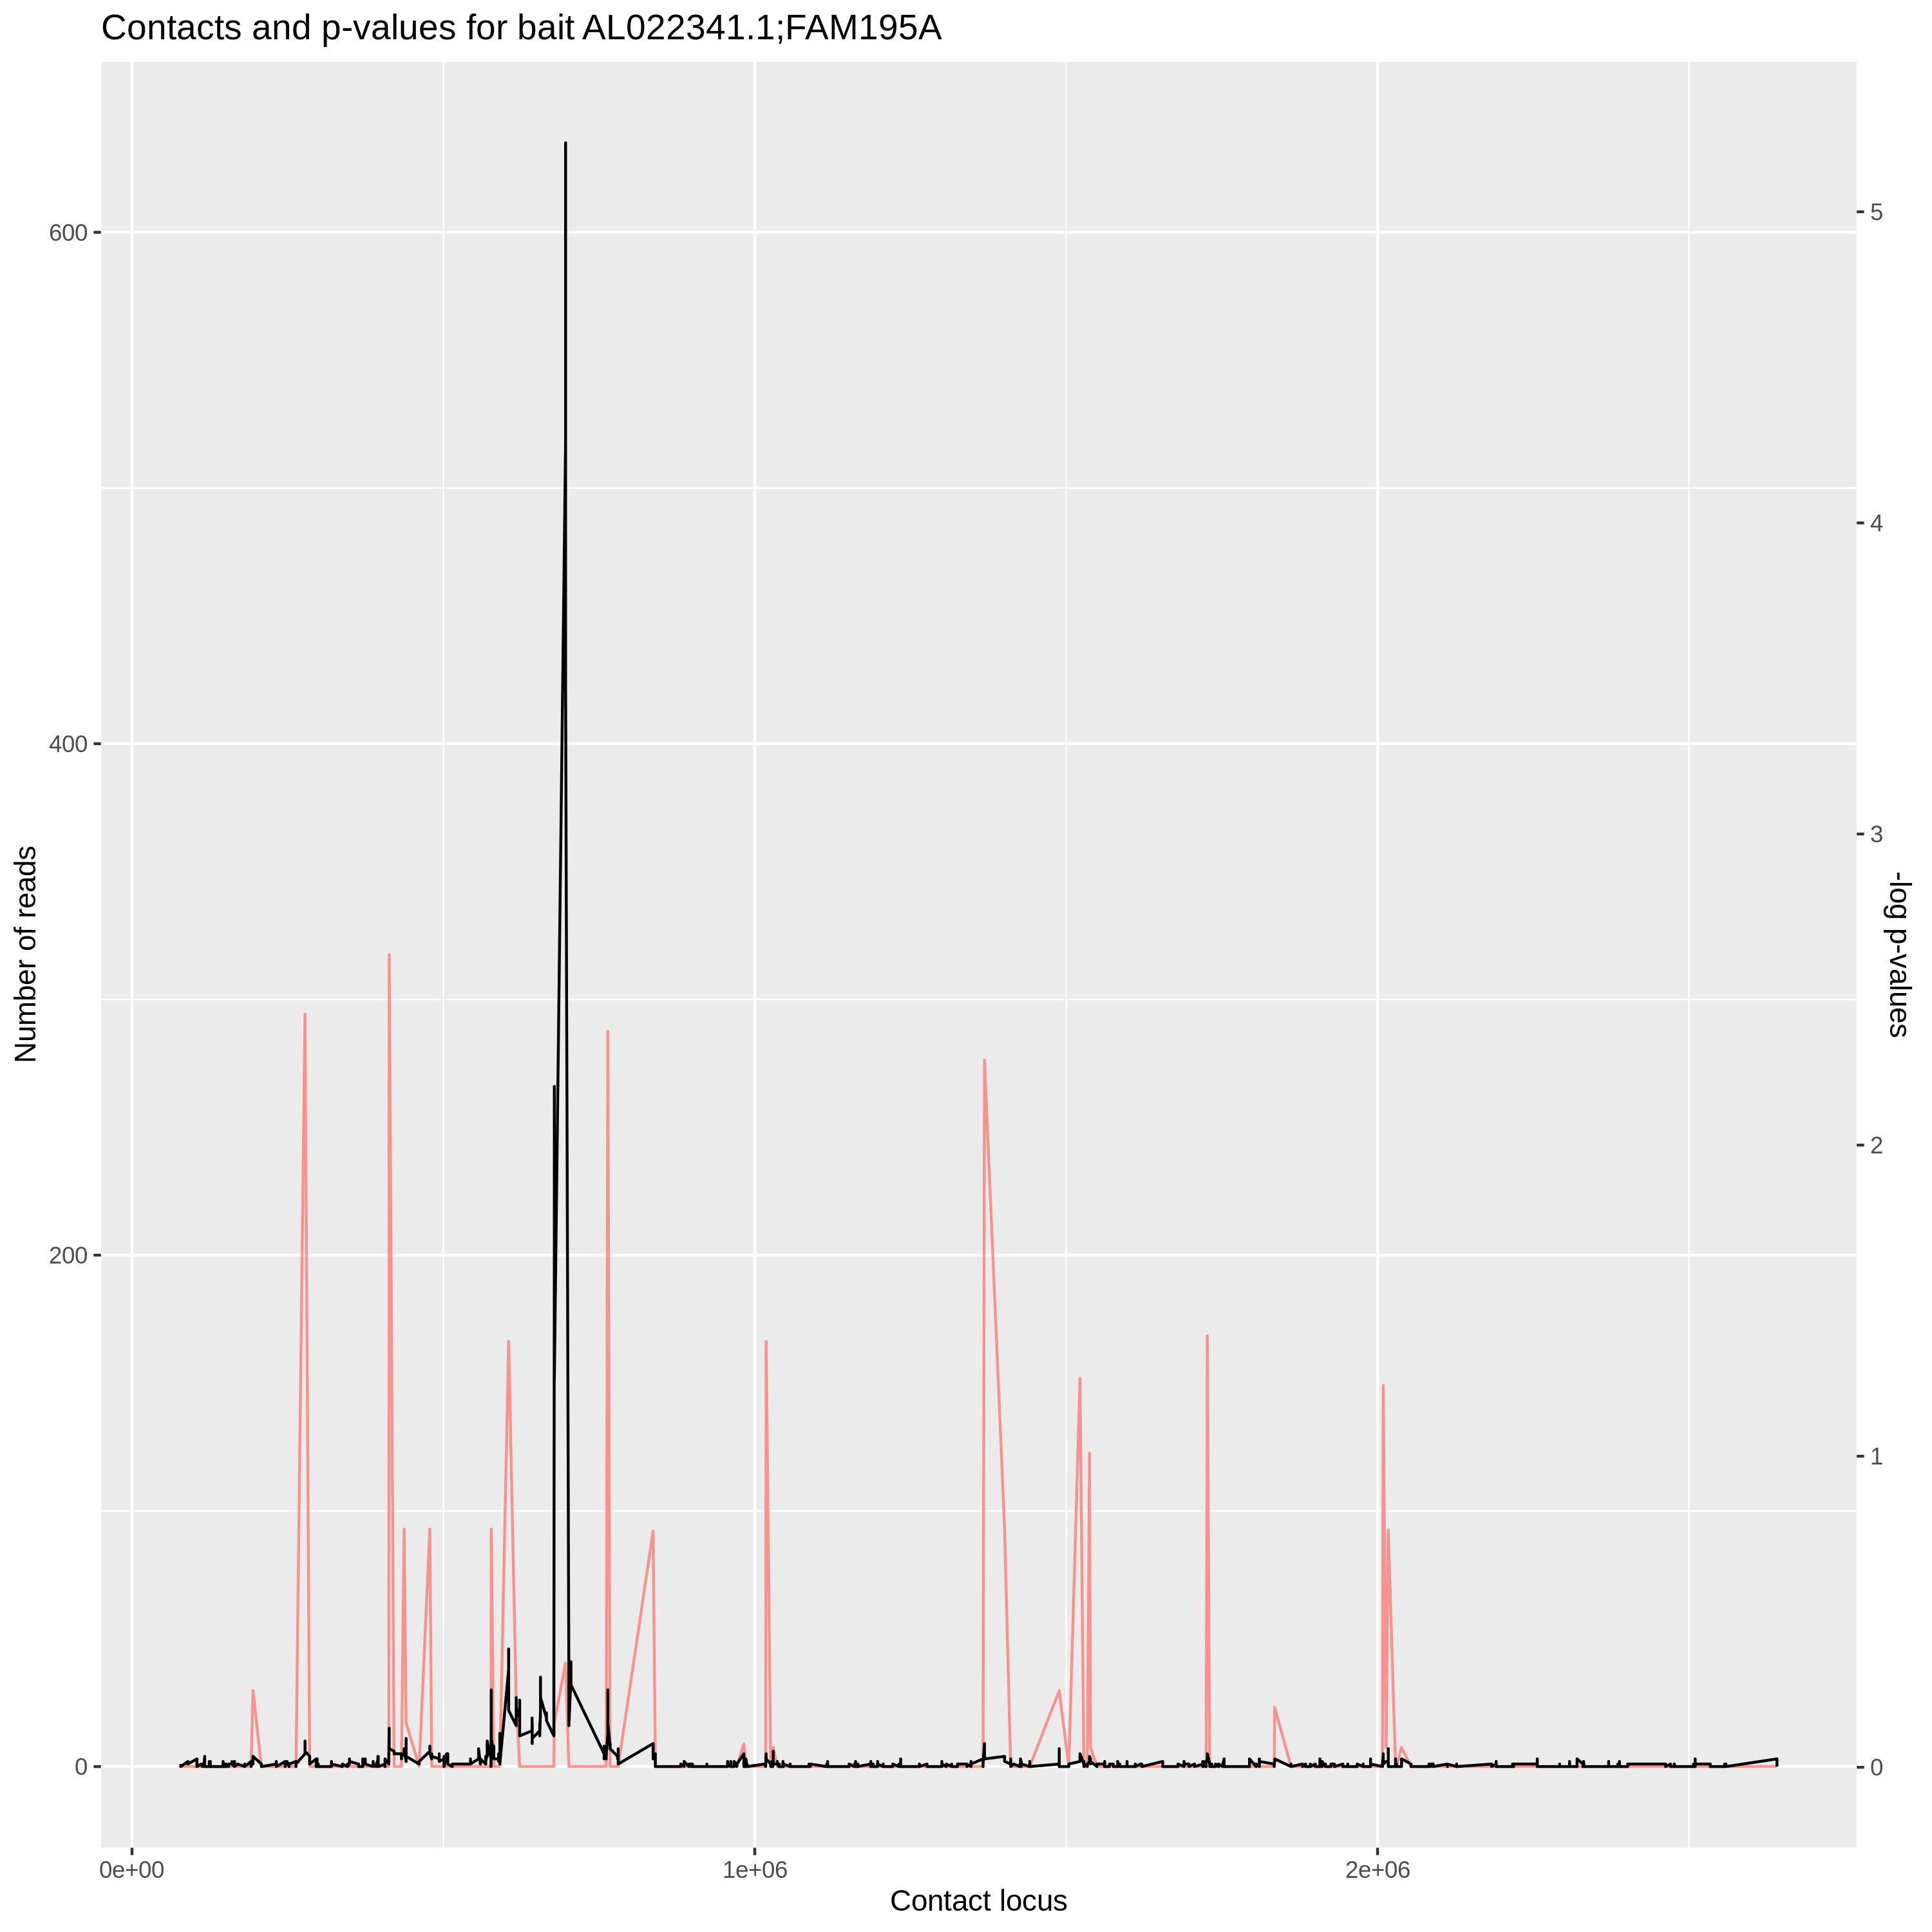 Contacts and p-values for bait AL022341.1;FAM195A
600
400
200
0
Number of reads
5
4
3
2
1
0
-log p-values
0e+00 1e+06 2e+06
Contact locus